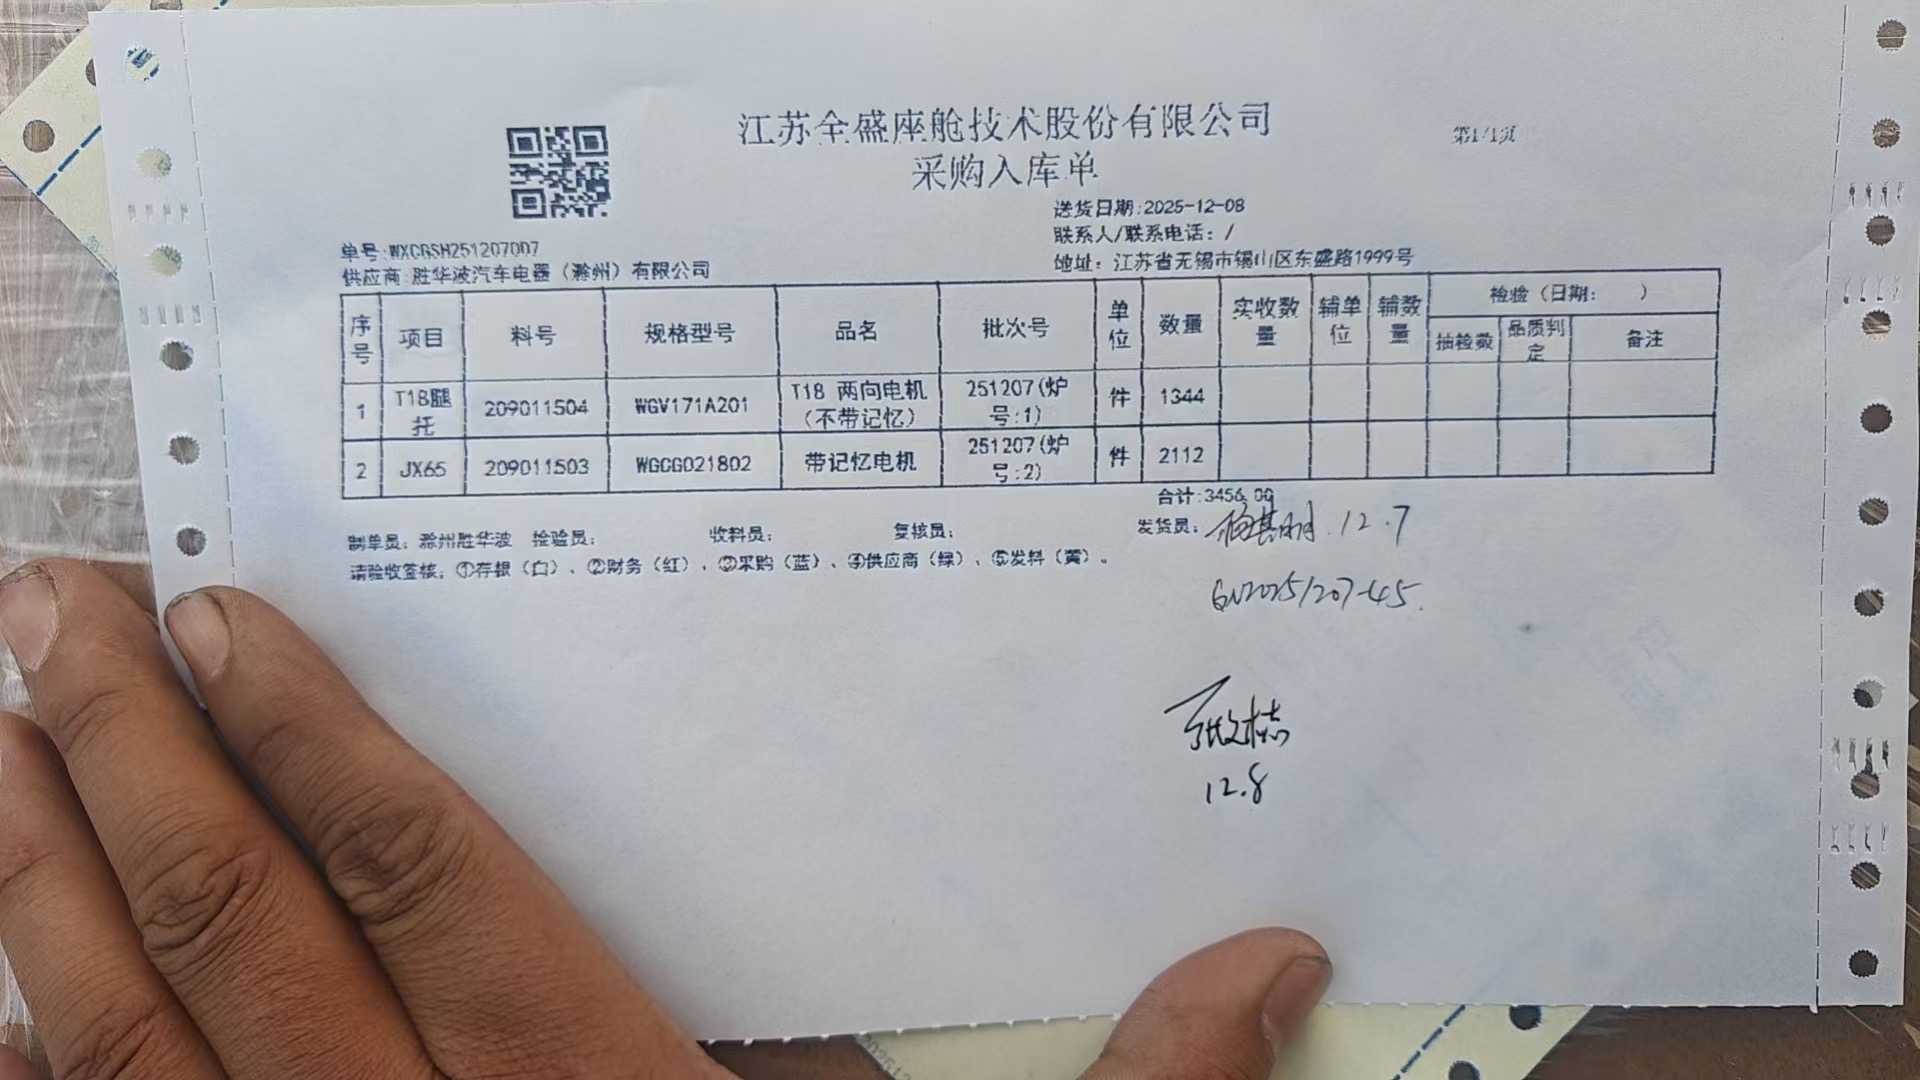 江苏全盛座舱技术股份有限公司
采购入库单
第1/1页
送货日期:2025-12-08
联系人/联系电话: /
单号:WXCGSH251207007
供应商:胜华波汽车电器（滁州）有限公司
地址: 江苏省无锡市锡山区东盛路1999号
序号 项目 料号 规格型号 品名 批次号 单位 数量 实收数量 辅单位 辅数量 检验（日期:　　）
抽检数 品质判定 备注
1 T18腿托 209011504 WGV171A201 T18 两向电机（不带记忆） 251207(炉号:1) 件 1344
2 JX65 209011503 WGCG021802 带记忆电机 251207(炉号:2) 件 2112
合计:3456.00
制单员: 滁州胜华波 检验员: 收料员: 复核员: 发货员: 12.7
请验收签核: ①存根（白）、②财务（红）、③采购（蓝）、④供应商（绿）、⑤发料（黄）。
12.8